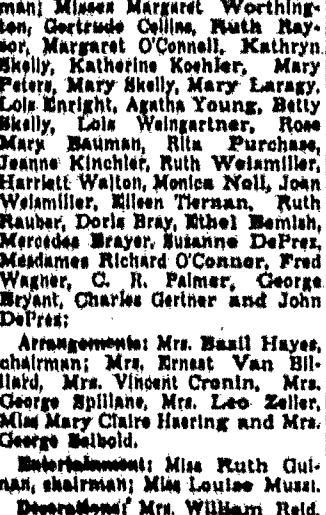 man; Misses Margaret Worthing-
ton, Gertrude Collins, Ruth Ray-
sor, Margaret O'Connell, Kathryn
Skelly, Katherine Koehler, Mary
Peters, Mary Skelly, Mary Laragy,
Lois Enright, Agatha Young, Betty
Skelly, Lois Weingartner, Rose
Mary Bauman, Rita Purchase,
Jeanne Kinchler, Ruth Weismiller,
Harriett Walton, Monica Noll, Joan
Weismiller, Eileen Tiernan, Ruth
Rauber, Doris Bray, Ethel Bemish,
Mercedes Brayer, Susanne DePrez,
Mesdames Richard O'Connor, Fred
Wagner, C. R. Palmer, George
Bryant, Charles Gerlner and John
DePrez;
Arrangements: Mrs. Basil Hayes,
chairman; Mrs. Ernest Van Bil-
liard, Mrs. Vincent Cronin, Mrs.
George Spillane, Mrs. Leo Zeller,
Miss Mary Claire Haering and Mrs.
George
Entertainment: Miss Ruth Gui-
nan, chairman; Miss Louise Mussi.
Decorations: Mrs. William Reid,